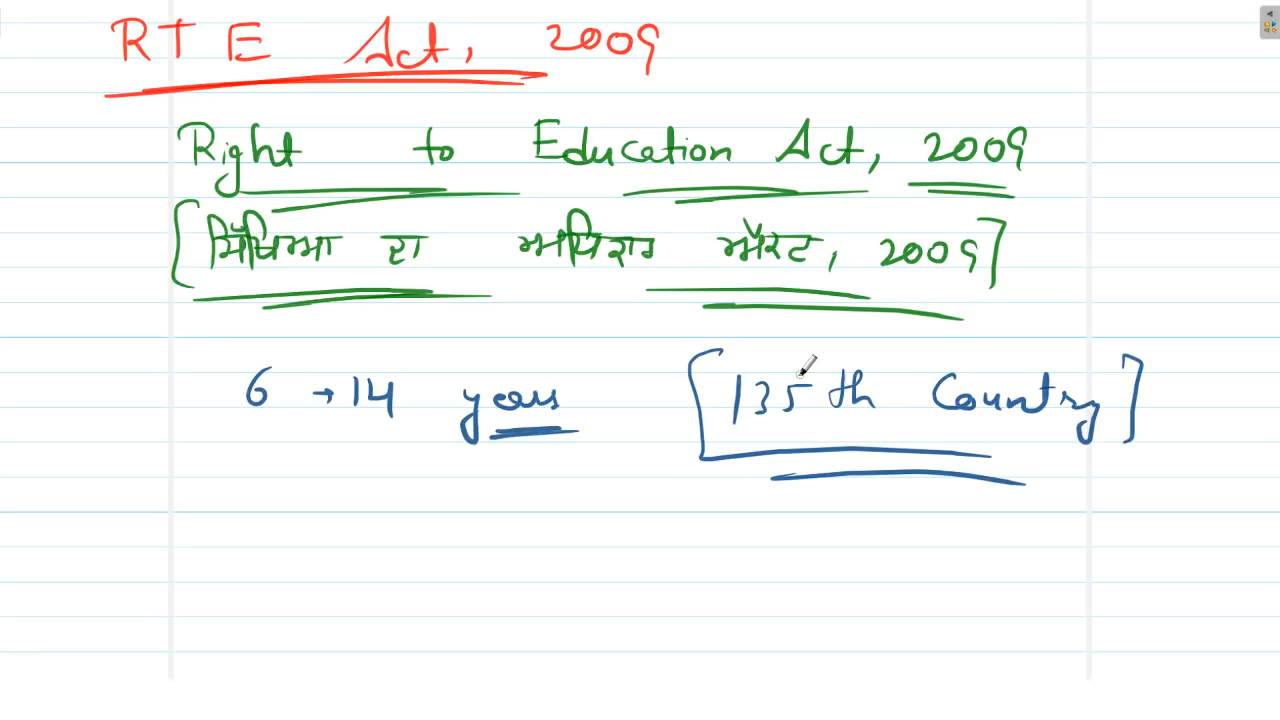 RTE Act, 2009
Right to Education Act, 2009
[ਸਿੱਖਿਆ ਦਾ ਅਧਿਕਾਰ ਐਕਟ, 2009]
6 → 14 years [135th Country]